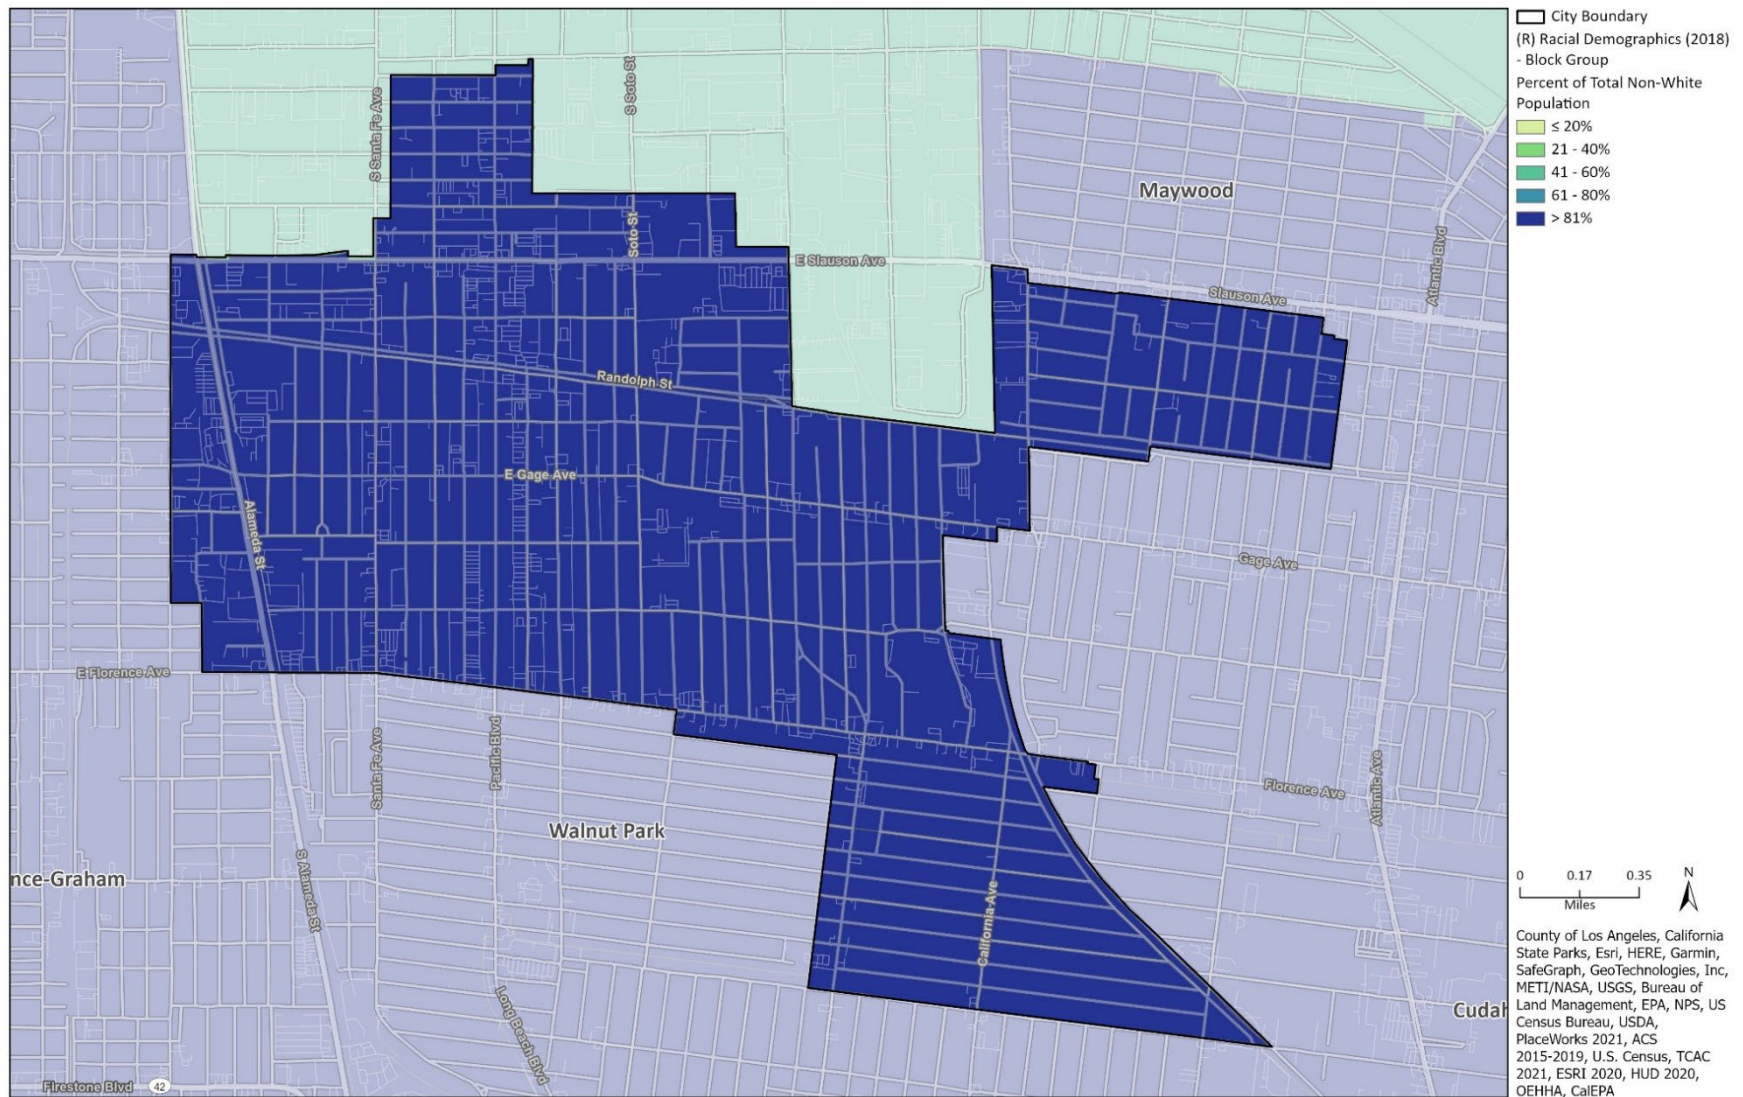 S Santa Fe Ave
S Soto St
Soto St
Maywood
Atlantic Blvd
E Slauson Ave
Slauson Ave
Randolph St
E Gage Ave
Alameda St
Gage Ave
E Florence Ave
Santa Fe Ave
Pacific Blvd
Florence Ave
Atlantic Ave
Walnut Park
nce-Graham
S Alameda St
California Ave
Long Beach Blvd
Cudah
Firestone Blvd
42
City Boundary
(R) Racial Demographics (2018)
- Block Group
Percent of Total Non-White
Population
≤ 20%
21 - 40%
41 - 60%
61 - 80%
> 81%
0 0.17 0.35
Miles
N
County of Los Angeles, California
State Parks, Esri, HERE, Garmin,
SafeGraph, GeoTechnologies, Inc,
METI/NASA, USGS, Bureau of
Land Management, EPA, NPS, US
Census Bureau, USDA,
PlaceWorks 2021, ACS
2015-2019, U.S. Census, TCAC
2021, ESRI 2020, HUD 2020,
OEHHA, CalEPA